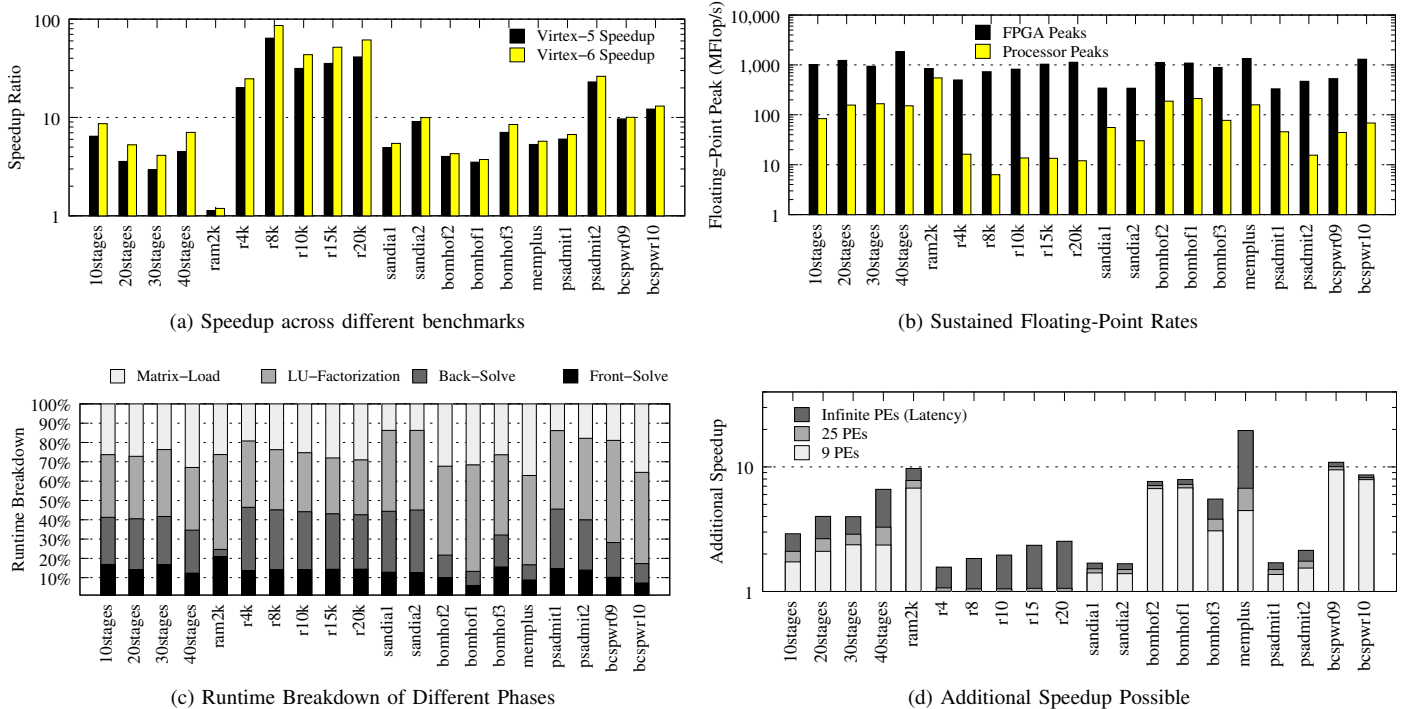 Speedup Ratio
100
10
1
Virtex−5 Speedup
Virtex−6 Speedup
10stages
20stages
30stages
40stages
ram2k
r4k
r8k
r10k
r15k
r20k
sandia1
sandia2
bomhof2
bomhof1
bomhof3
memplus
psadmit1
psadmit2
bcspwr09
bcspwr10
(a) Speedup across different benchmarks
Floating−Point Peak (MFlop/s)
10,000
1,000
100
10
1
FPGA Peaks
Processor Peaks
10stages
20stages
30stages
40stages
ram2k
r4k
r8k
r10k
r15k
r20k
sandia1
sandia2
bomhof2
bomhof1
bomhof3
memplus
psadmit1
psadmit2
bcspwr09
bcspwr10
(b) Sustained Floating-Point Rates
Matrix−Load LU−Factorization Back−Solve Front−Solve
Runtime Breakdown
100%
90%
80%
70%
60%
50%
40%
30%
20%
10%
10stages
20stages
30stages
40stages
ram2k
r4k
r8k
r10k
r15k
r20k
sandia1
sandia2
bomhof2
bomhof1
bomhof3
memplus
psadmit1
psadmit2
bcspwr09
bcspwr10
(c) Runtime Breakdown of Different Phases
Additional Speedup
10
1
Infinite PEs (Latency)
25 PEs
9 PEs
10stages
20stages
30stages
40stages
ram2k
r4
r8
r10
r15
r20
sandia1
sandia2
bomhof2
bomhof1
bomhof3
memplus
psadmit1
psadmit2
bcspwr09
bcspwr10
(d) Additional Speedup Possible